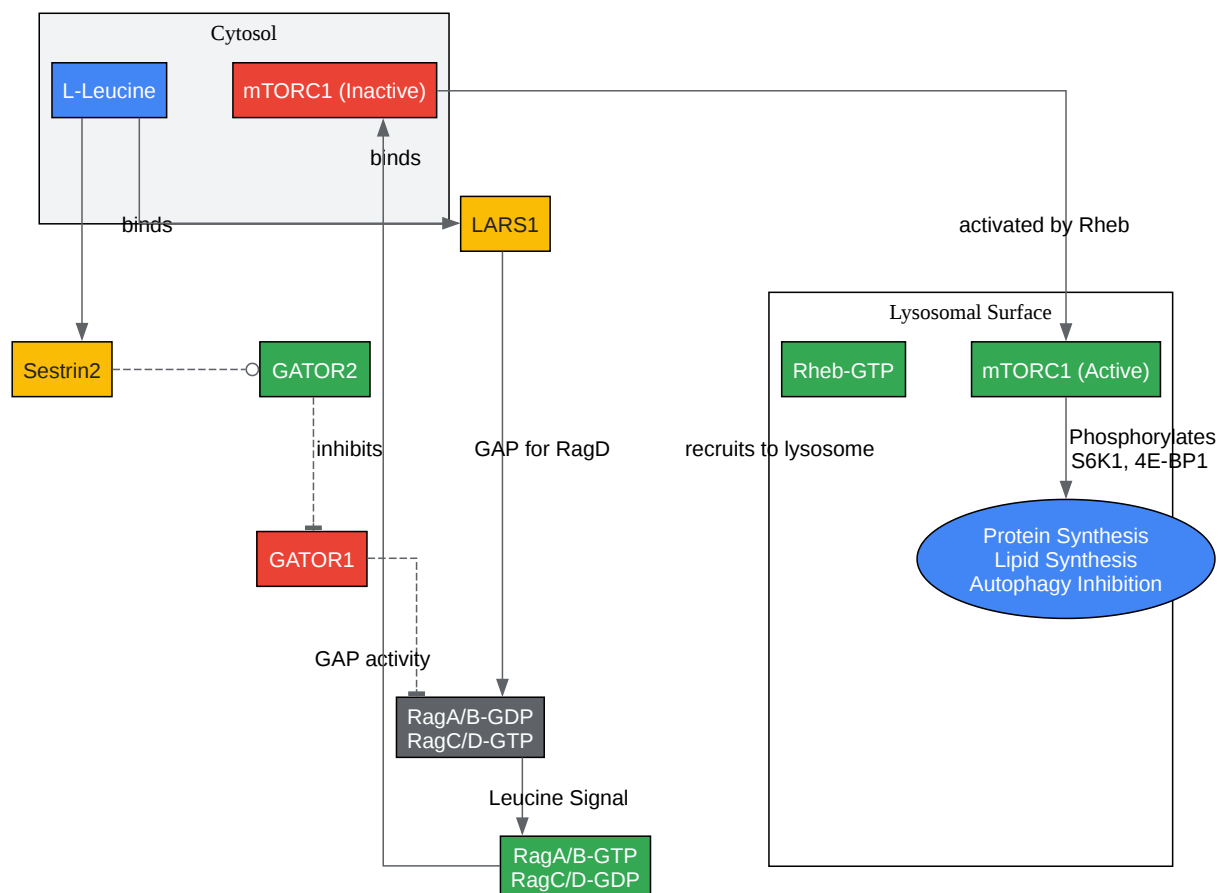 Cytosol
L-Leucine
mTORC1 (Inactive)
binds
binds
LARS1
activated by Rheb
Lysosomal Surface
Sestrin2
GATOR2
Rheb-GTP
mTORC1 (Active)
inhibits
GAP for RagD
recruits to lysosome
Phosphorylates
S6K1, 4E-BP1
GATOR1
Protein Synthesis
Lipid Synthesis
Autophagy Inhibition
GAP activity
RagA/B-GDP
RagC/D-GTP
Leucine Signal
RagA/B-GTP
RagC/D-GDP